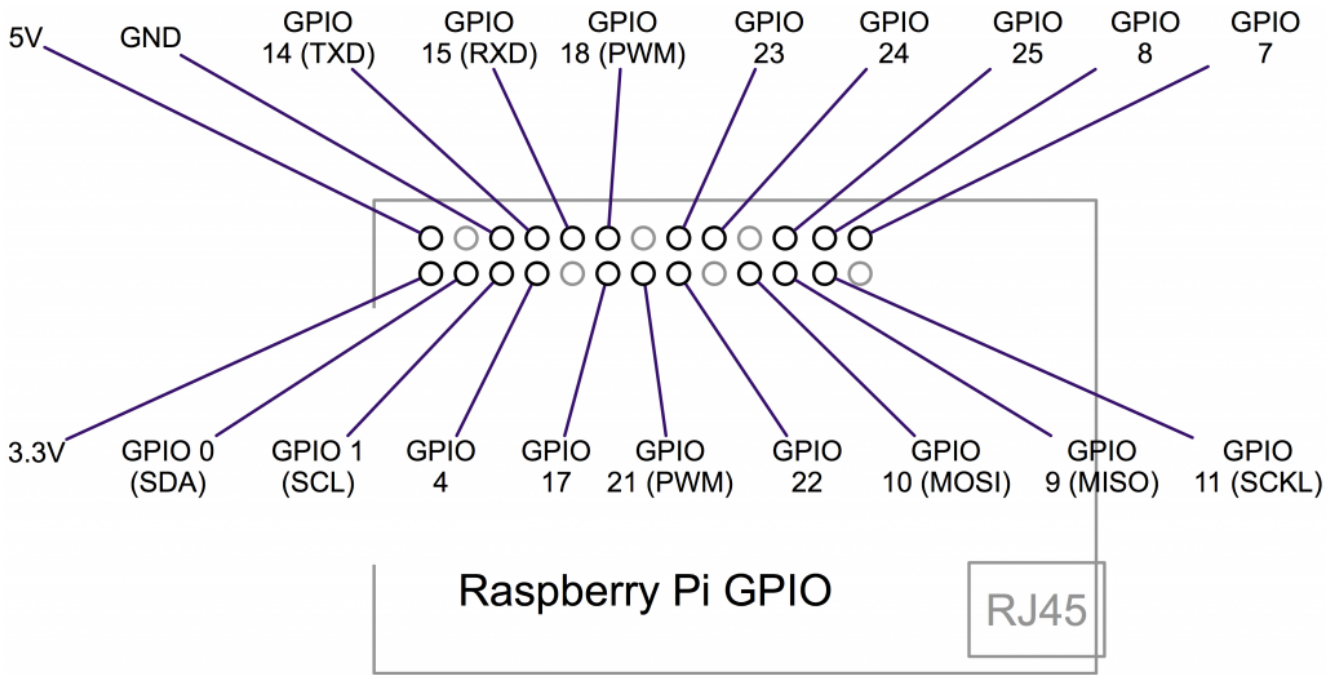 5V
GND
GPIO
14 (TXD)
GPIO
15 (RXD)
GPIO
18 (PWM)
GPIO
23
GPIO
24
GPIO
25
GPIO
8
GPIO
7
3.3V
GPIO 0
(SDA)
GPIO 1
(SCL)
GPIO
4
GPIO
17
GPIO
21 (PWM)
GPIO
22
GPIO
10 (MOSI)
GPIO
9 (MISO)
GPIO
11 (SCKL)
Raspberry Pi GPIO
RJ45